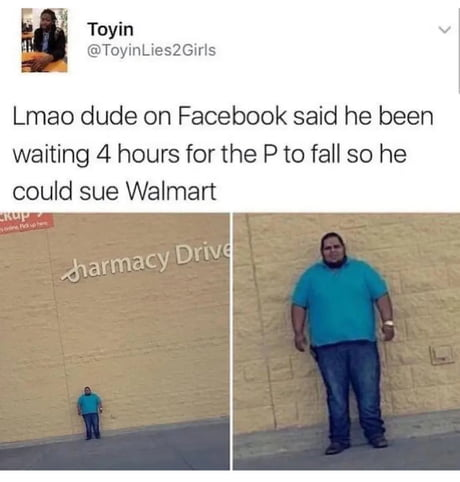 Toyin
@ToyinLies2Girls
Lmao dude on Facebook said he been
waiting 4 hours for the P to fall so he
could sue Walmart
Pharmacy Drive